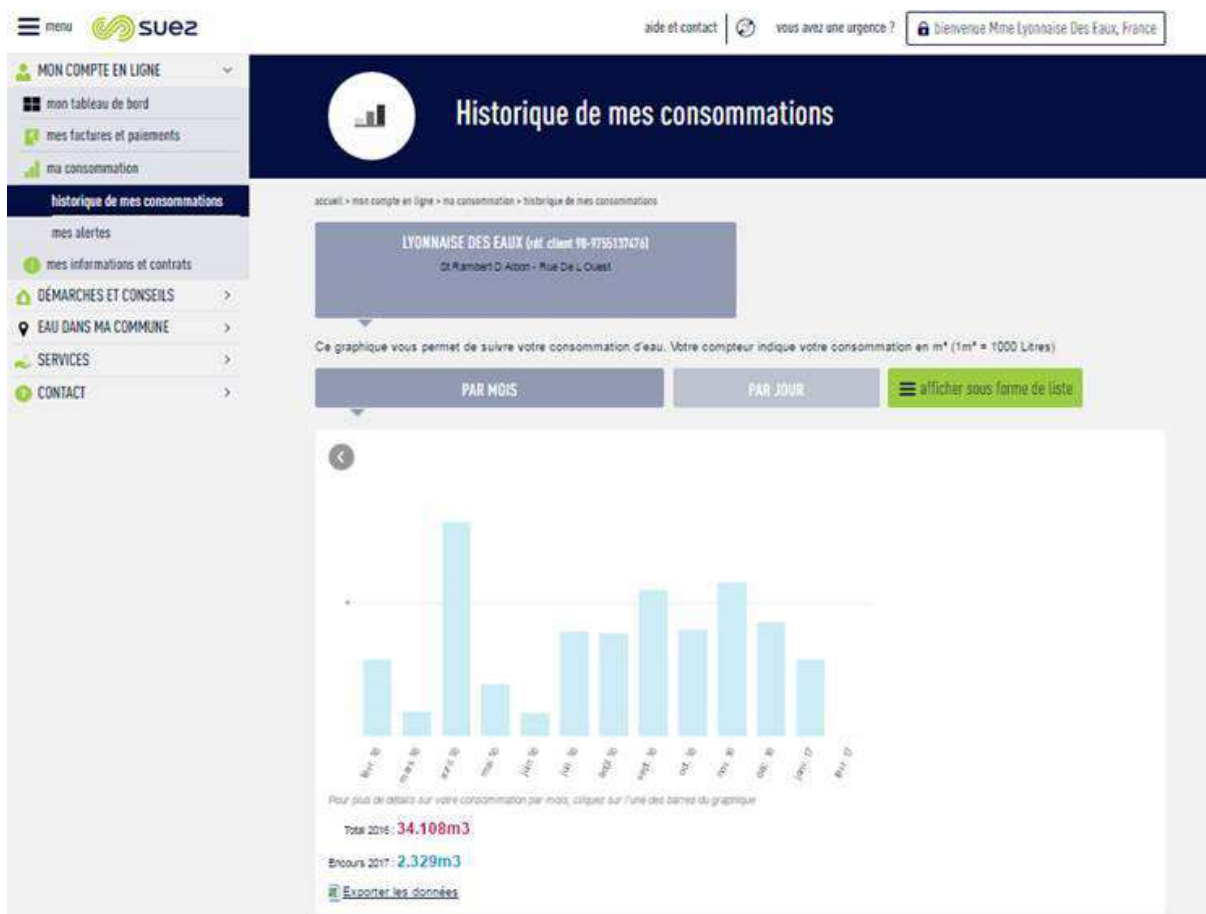 menu suez aide et contact vous avez une urgence ? bienvenue Mme Lyonnaise Des Eaux, France
MON COMPTE EN LIGNE
mon tableau de bord
mes factures et paiements
ma consommation
historique de mes consommations
mes alertes
mes informations et contrats
DÉMARCHES ET CONSEILS
EAU DANS MA COMMUNE
SERVICES
CONTACT
Historique de mes consommations
accueil > mon compte en ligne > ma consommation > historique de mes consommations
LYONNAISE DES EAUX (réf. client 98-9755137476)
St Rambert D Albon - Rue De L Ouest
Ce graphique vous permet de suivre votre consommation d'eau. Votre compteur indique votre consommation en m³ (1m³ = 1000 Litres)
PAR MOIS PAR JOUR afficher sous forme de liste
Pour plus de détails sur votre consommation par mois, cliquez sur l'une des barres du graphique
Total 2016 : 34.108m3
Encours 2017 : 2.329m3
Exporter les données